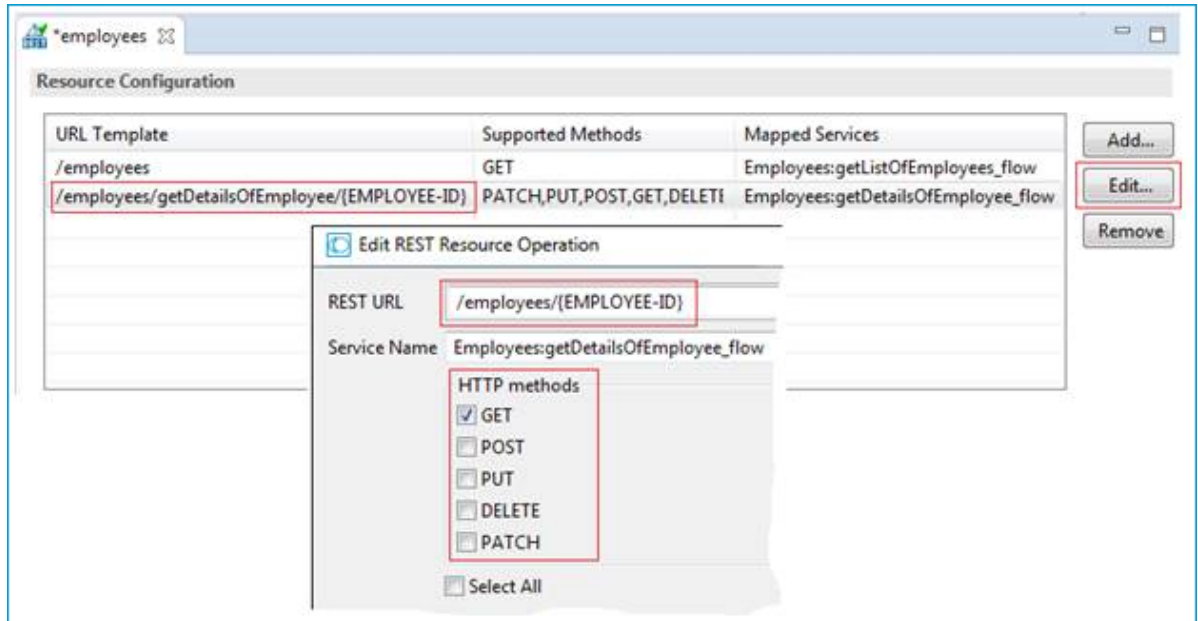 *employees
Resource Configuration
URL Template Supported Methods Mapped Services
Add...
/employees GET Employees:getListOfEmployees_flow
/employees/getDetailsOfEmployee/{EMPLOYEE-ID} PATCH,PUT,POST,GET,DELETE Employees:getDetailsOfEmployee_flow
Edit...
Remove
Edit REST Resource Operation
REST URL /employees/{EMPLOYEE-ID}
Service Name Employees:getDetailsOfEmployee_flow
HTTP methods
GET
POST
PUT
DELETE
PATCH
Select All